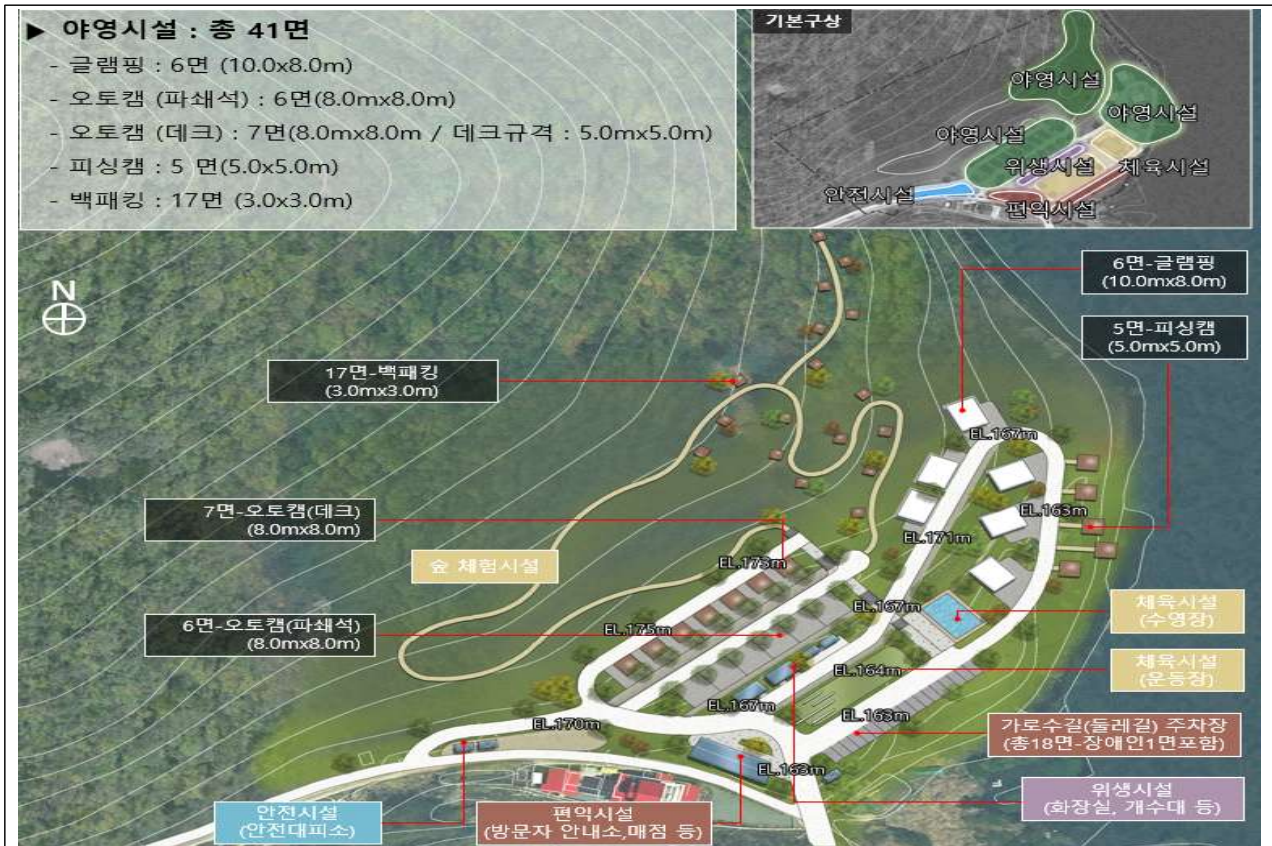 ▶ 야영시설 : 총 41면
- 글램핑 : 6면 (10.0x8.0m)
- 오토캠 (파쇄석) : 6면(8.0mx8.0m)
- 오토캠 (데크) : 7면(8.0mx8.0m / 데크규격 : 5.0mx5.0m)
- 피싱캠 : 5 면(5.0x5.0m)
- 백패킹 : 17면 (3.0x3.0m)
기본구상
야영시설
야영시설
야영시설
위생시설
체육시설
안전시설
편익시설
N
6면-글램핑
(10.0mx8.0m)
5면-피싱캠
(5.0mx5.0m)
17면-백패킹
(3.0mx3.0m)
EL.167m
7면-오토캠(데크)
(8.0mx8.0m)
EL.163m
EL.171m
숲 체험시설
EL.173m
6면-오토캠(파쇄석)
(8.0mx8.0m)
EL.175m
EL.167m
체육시설
(수영장)
EL.164m
체육시설
(운동장)
EL.170m
EL.167m
EL.163m
가로수길(둘레길) 주차장
(총18면-장애인1면포함)
EL.163m
안전시설
(안전대피소)
편익시설
(방문자 안내소,매점 등)
위생시설
(화장실, 개수대 등)